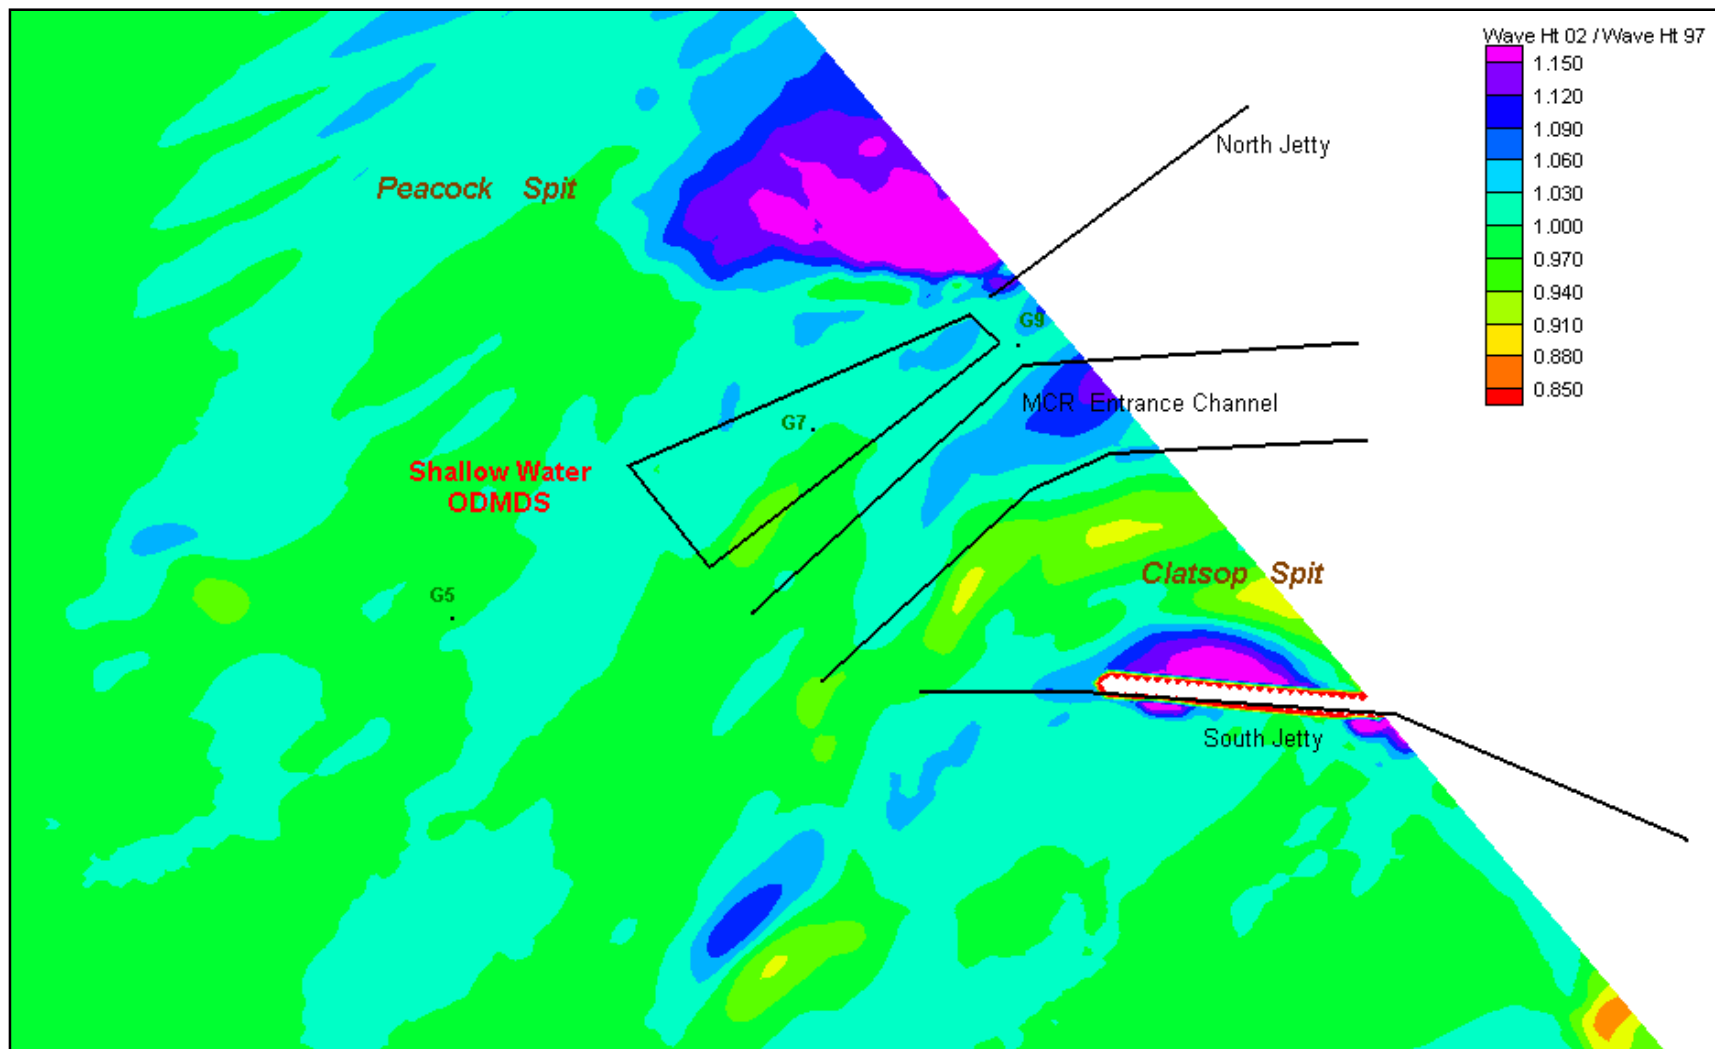 Wave Ht 02 / Wave Ht 97
1.150
1.120
1.090
1.060
1.030
1.000
0.970
0.940
0.910
0.880
0.850
North Jetty
Peacock Spit
G9
MCR Entrance Channel
G7
Shallow Water
ODMDS
Clatsop Spit
G5
South Jetty